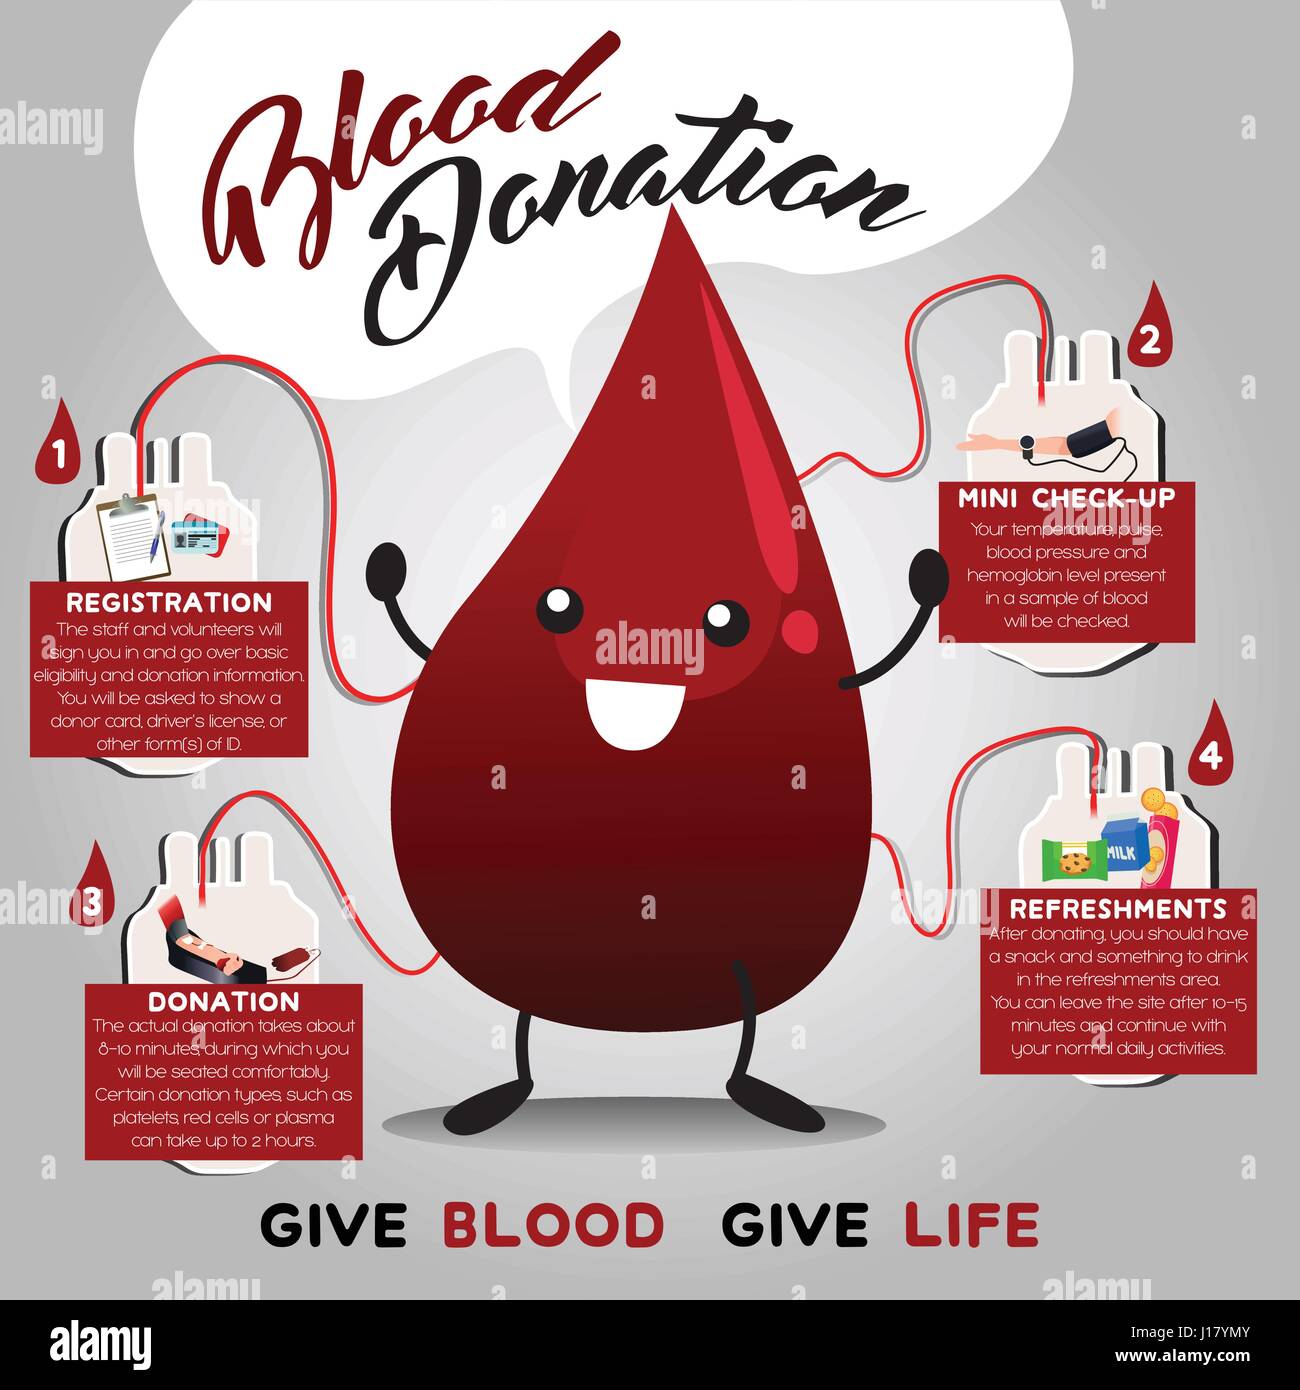 Blood
Donation
1
REGISTRATION
The staff and volunteers will
sign you in and go over basic
eligibility and donation information.
You will be asked to show a
donor card, driver's license, or
other form(s) of ID.
2
MINI CHECK-UP
Your temperature, pulse,
blood pressure and
hemoglobin level present
in a sample of blood
will be checked.
3
DONATION
The actual donation takes about
8-10 minutes, during which you
will be seated comfortably.
Certain donation types, such as
platelets, red cells or plasma
can take up to 2 hours.
4
MILK
REFRESHMENTS
After donating, you should have
a snack and something to drink
in the refreshments area.
You can leave the site after 10-15
minutes and continue with
your normal daily activities.
GIVE BLOOD GIVE LIFE
alamy
Image ID: J17YMY
www.alamy.com